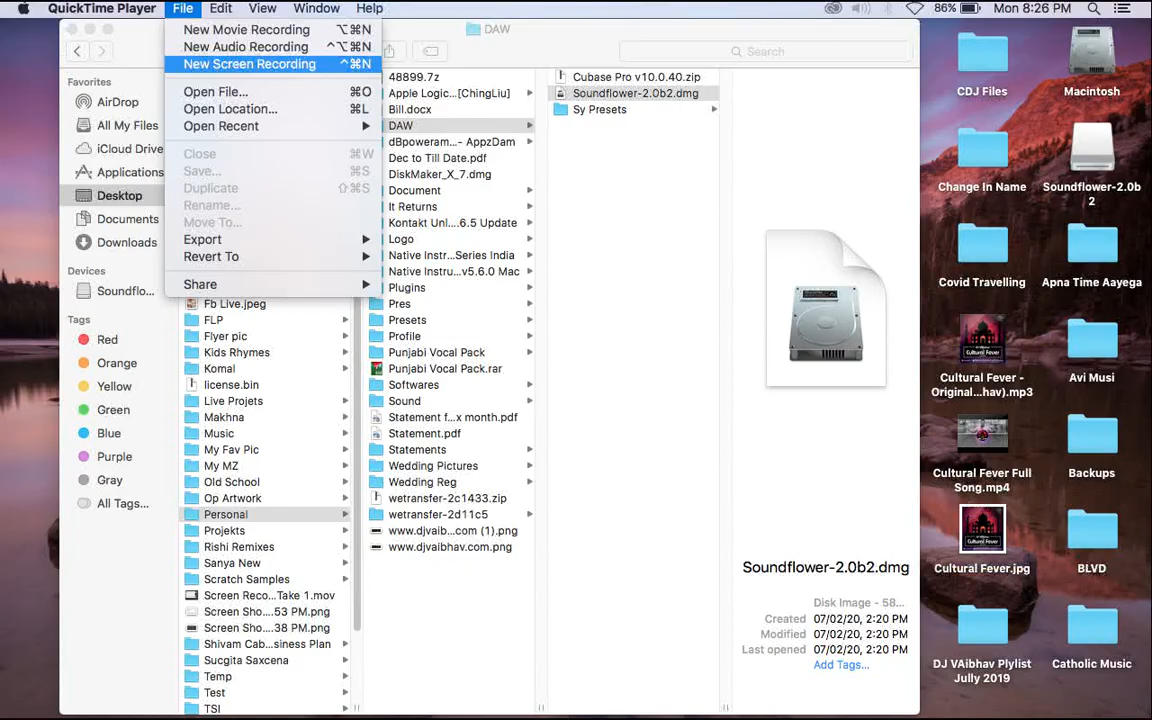 QuickTime Player File Edit View Window Help 86% Mon 8:26 PM
New Movie Recording ⌥⌘N
New Audio Recording ^⌥⌘N
New Screen Recording ^⌘N
Open File... ⌘O
Open Location... ⌘L
Open Recent
Close ⌘W
Save... ⌘S
Duplicate ⇧⌘S
Rename...
Move To...
Export
Revert To
Share
DAW
Search
Favorites
AirDrop
All My Files
iCloud Drive
Applications
Desktop
Documents
Downloads
Devices
Soundflo...
Tags
Red
Orange
Yellow
Green
Blue
Purple
Gray
All Tags...
Fb Live.jpeg
FLP
Flyer pic
Kids Rhymes
Komal
license.bin
Live Projets
Makhna
Music
My Fav Pic
My MZ
Old School
Op Artwork
Personal
Projekts
Rishi Remixes
Sanya New
Scratch Samples
Screen Reco...Take 1.mov
Screen Sho....53 PM.png
Screen Sho....38 PM.png
Shivam Cab...siness Plan
Sucgita Saxcena
Temp
Test
TSI
48899.7z
Apple Logic...[ChingLiu]
Bill.docx
DAW
dBpoweram...- AppzDam
Dec to Till Date.pdf
DiskMaker_X_7.dmg
Document
It Returns
Kontakt Unl....6.5 Update
Logo
Native Instr...Series India
Native Instru...v5.6.0 Mac
Plugins
Pres
Presets
Profile
Punjabi Vocal Pack
Punjabi Vocal Pack.rar
Softwares
Sound
Statement f...x month.pdf
Statement.pdf
Statements
Wedding Pictures
Wedding Reg
wetransfer-2c1433.zip
wetransfer-2d11c5
www.djvaib...com (1).png
www.djvaibhav.com.png
Cubase Pro v10.0.40.zip
Soundflower-2.0b2.dmg
Sy Presets
Soundflower-2.0b2.dmg
Disk Image - 58...
Created 07/02/20, 2:20 PM
Modified 07/02/20, 2:20 PM
Last opened 07/02/20, 2:20 PM
Add Tags...
CDJ Files
Macintosh
Change In Name
Soundflower-2.0b
2
Covid Travelling
Apna Time Aayega
Cultural Fever -
Original...hav).mp3
Avi Musi
Cultural Fever Full
Song.mp4
Backups
Cultural Fever
Cultural Fever.jpg
BLVD
DJ VAibhav Plylist
Jully 2019
Catholic Music